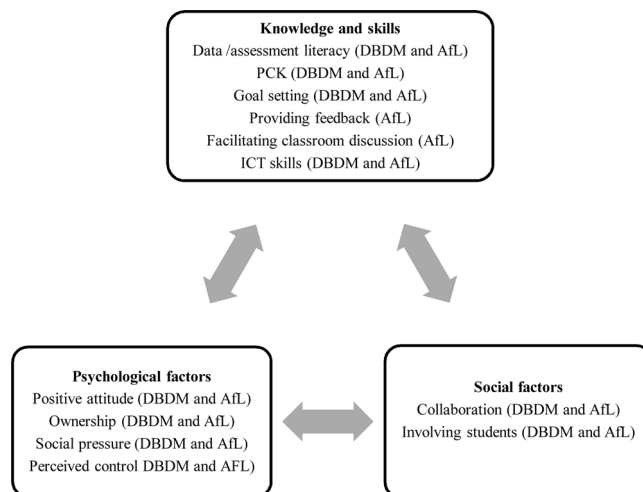 Knowledge and skills
Data /assessment literacy (DBDM and AfL)
PCK (DBDM and AfL)
Goal setting (DBDM and AfL)
Providing feedback (AfL)
Facilitating classroom discussion (AfL)
ICT skills (DBDM and AfL)
Psychological factors
Positive attitude (DBDM and AfL)
Ownership (DBDM and AfL)
Social pressure (DBDM and AfL)
Perceived control DBDM and AFL)
Social factors
Collaboration (DBDM and AfL)
Involving students (DBDM and AfL)